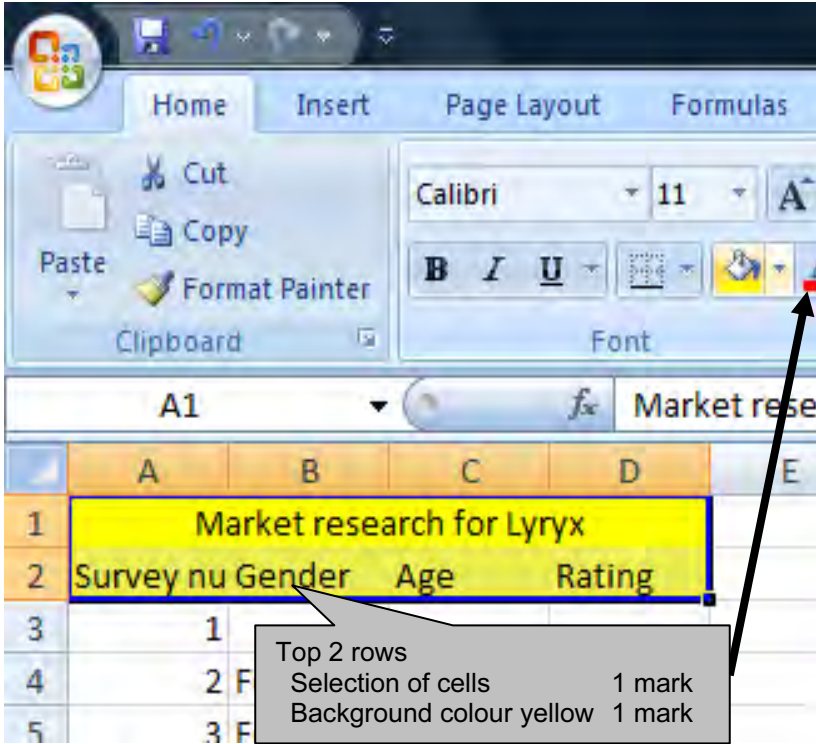 Home Insert Page Layout Formulas
Cut
Calibri 11 A
Copy
Paste
B I U
Format Painter
Clipboard Font
A1 fx Market rese
A B C D E
1 Market research for Lyryx
2 Survey nu Gender Age Rating
3 1
4 2 F
5 3 F
Top 2 rows
Selection of cells 1 mark
Background colour yellow 1 mark